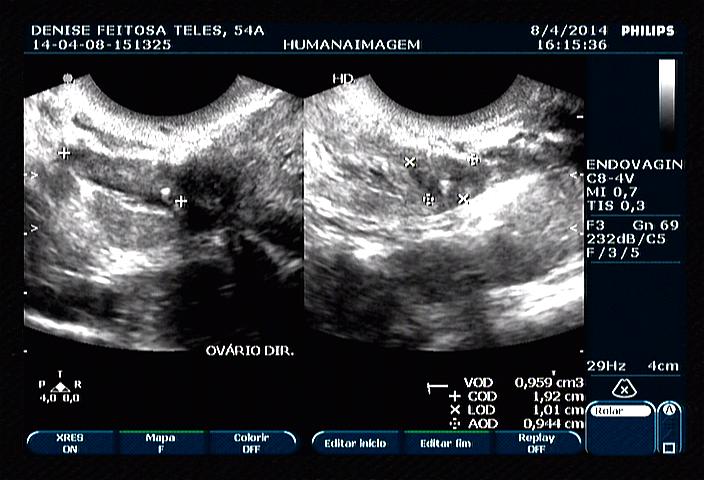 DENISE FEITOSA TELES, 54A
14-04-08-151325
HUMANAIMAGEM
8/4/2014
16:15:36
PHILIPS
HD
ENDOVAGIN
C8-4V
MI 0,7
TIS 0,3
F3 Gn 69
232dB/C5
F/3/5
OVÁRIO DIR.
29Hz 4cm
T
P R
4,0 0,0
VOD 0,959 cm3
COD 1,92 cm
LOD 1,01 cm
AOD 0,944 cm
Rolar
XRES
ON
Mapa
F
Colorir
OFF
Editar início
Editar fim
Replay
OFF